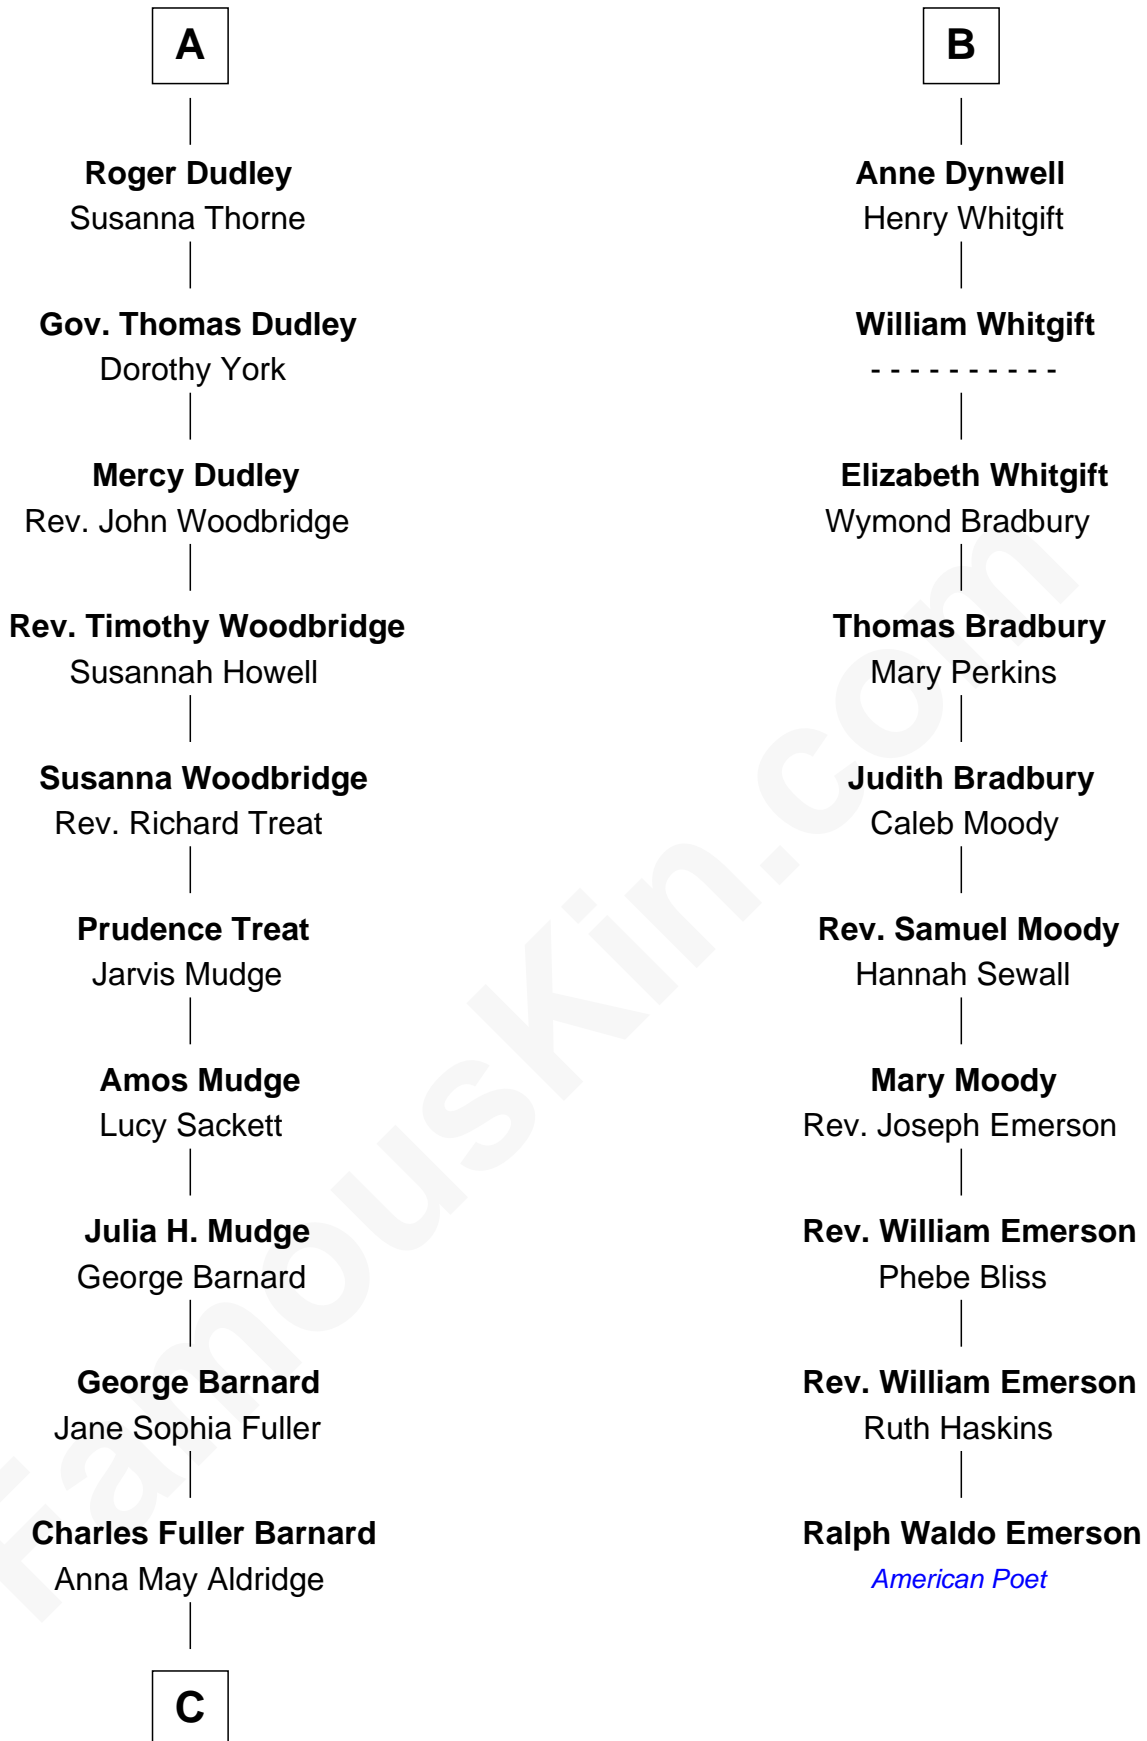 A
Roger Dudley
Susanna Thorne
Gov. Thomas Dudley
Dorothy York
Mercy Dudley
Rev. John Woodbridge
Rev. Timothy Woodbridge
Susannah Howell
Susanna Woodbridge
Rev. Richard Treat
Prudence Treat
Jarvis Mudge
Amos Mudge
Lucy Sackett
Julia H. Mudge
George Barnard
George Barnard
Jane Sophia Fuller
Charles Fuller Barnard
Anna May Aldridge
C
B
Anne Dynwell
Henry Whitgift
William Whitgift
- - - - - - - - - -
Elizabeth Whitgift
Wymond Bradbury
Thomas Bradbury
Mary Perkins
Judith Bradbury
Caleb Moody
Rev. Samuel Moody
Hannah Sewall
Mary Moody
Rev. Joseph Emerson
Rev. William Emerson
Phebe Bliss
Rev. William Emerson
Ruth Haskins
Ralph Waldo Emerson
American Poet
FamousKin.com